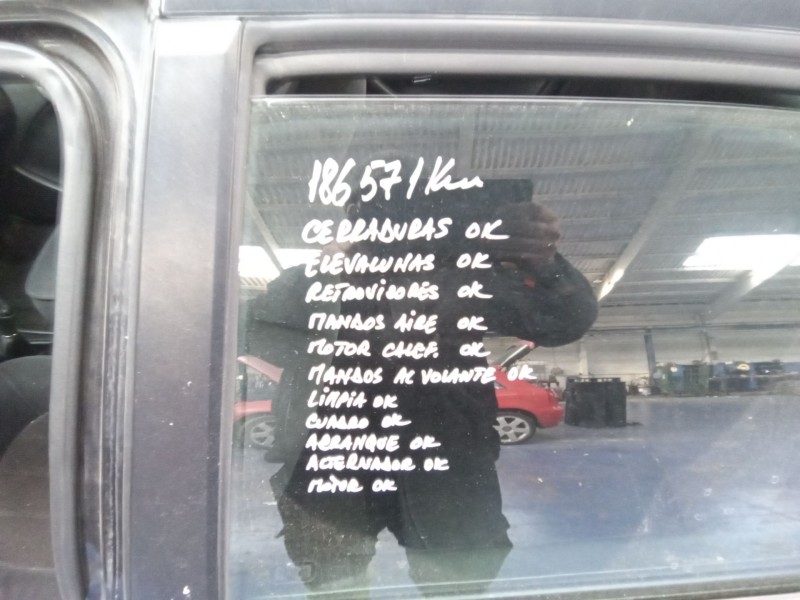 186571 Km
CERRADURAS OK
ELEVALUNAS OK
RETROVISORES OK
MANDOS AIRE OK
MOTOR CALEF. OK
MANDOS AL VOLANTE OK
LIMPIA OK
CUADRO OK
ARRANQUE OK
ALTERNADOR OK
MOTOR OK